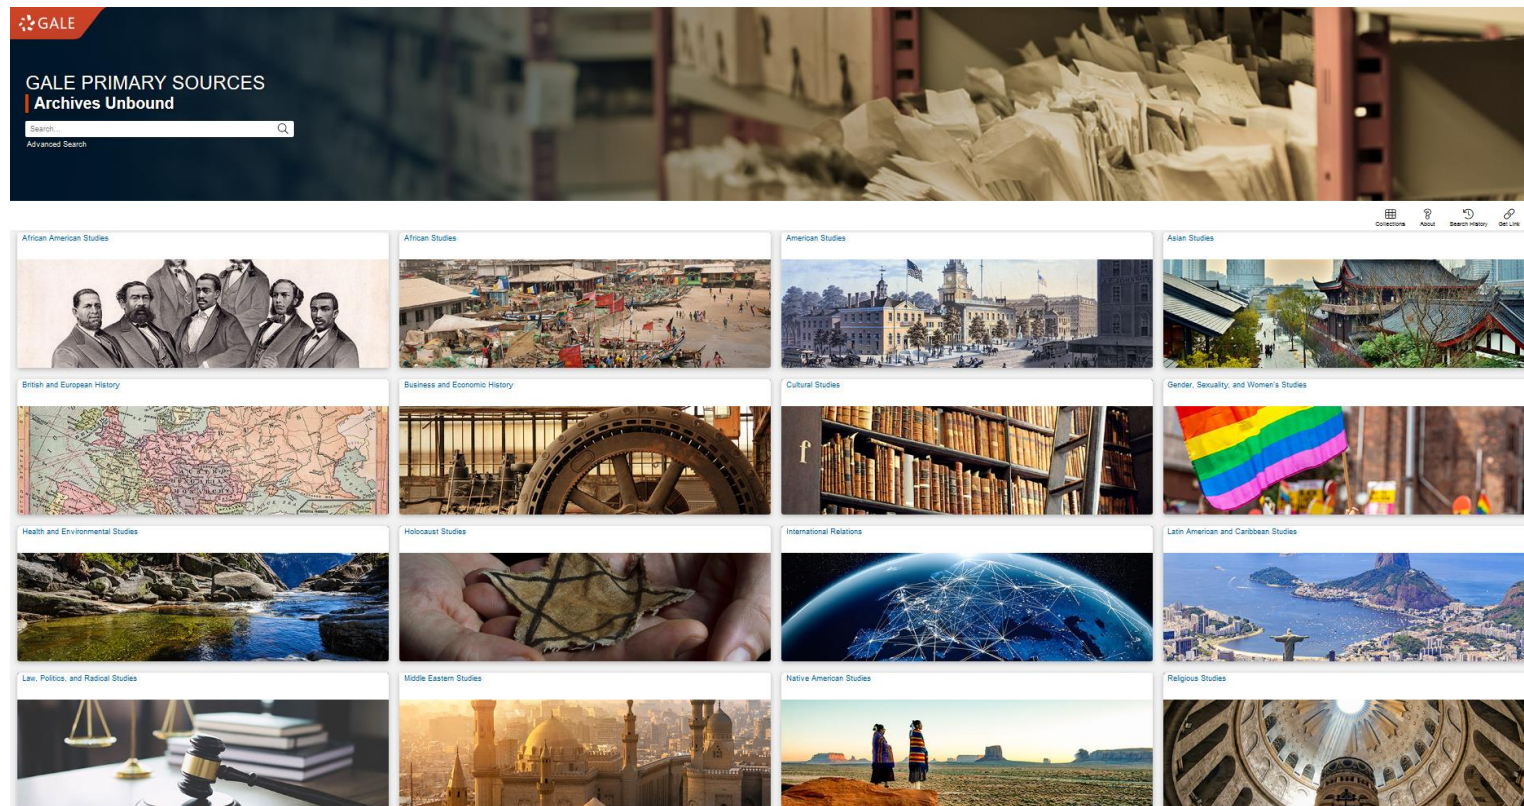 GALE
GALE PRIMARY SOURCES
Archives Unbound
Search...
Advanced Search
Collections
About
Search History
Get Link
African American Studies
African Studies
American Studies
Asian Studies
British and European History
Business and Economic History
Cultural Studies
Gender, Sexuality, and Women's Studies
f
Health and Environmental Studies
Holocaust Studies
International Relations
Latin American and Caribbean Studies
Law, Politics, and Radical Studies
Middle Eastern Studies
Native American Studies
Religious Studies